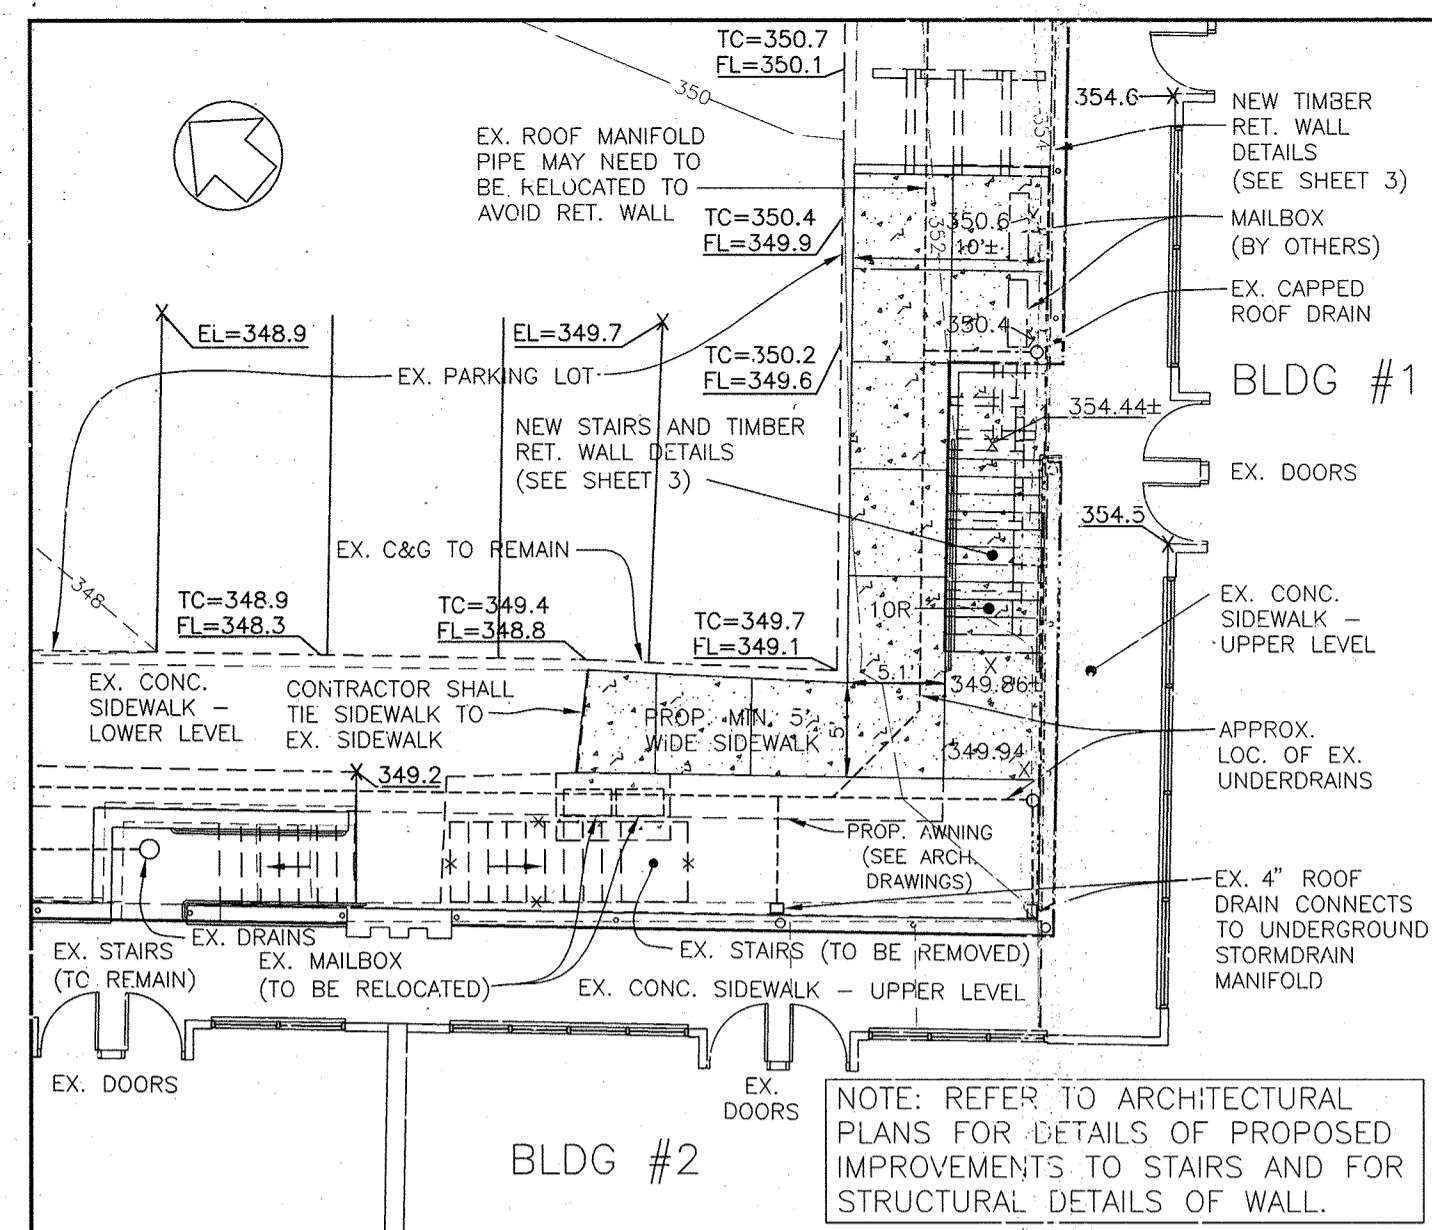 TC=350.7
FL=350.1
350
354.6
354
NEW TIMBER
RET. WALL
DETAILS
(SEE SHEET 3)
EX. ROOF MANIFOLD
PIPE MAY NEED TO
BE RELOCATED TO
AVOID RET. WALL
TC=350.4
FL=349.9
352
350.6
10'±
MAILBOX
(BY OTHERS)
EX. CAPPED
ROOF DRAIN
EL=348.9
EL=349.7
350.4
TC=350.2
FL=349.6
EX. PARKING LOT
BLDG #1
354.44±
NEW STAIRS AND TIMBER
RET. WALL DETAILS
(SEE SHEET 3)
EX. DOORS
354.5
EX. C&G TO REMAIN
348
TC=348.9
FL=348.3
TC=349.4
FL=348.8
TC=349.7
FL=349.1
10R
EX. CONC.
SIDEWALK –
UPPER LEVEL
EX. CONC.
SIDEWALK –
LOWER LEVEL
CONTRACTOR SHALL
TIE SIDEWALK TO
EX. SIDEWALK
PROP. MIN. 5'
WIDE SIDEWALK
5'
5.1
349.86±
349.94
APPROX.
LOC. OF EX.
UNDERDRAINS
349.2
PROP. AWNING
(SEE ARCH.
DRAWINGS)
EX. 4" ROOF
DRAIN CONNECTS
TO UNDERGROUND
STORMDRAIN
MANIFOLD
EX. STAIRS
(TO REMAIN)
EX. DRAINS
EX. MAILBOX
(TO BE RELOCATED)
EX. STAIRS (TO BE REMOVED)
EX. CONC. SIDEWALK – UPPER LEVEL
EX. DOORS
EX.
DOORS
BLDG #2
NOTE: REFER TO ARCHITECTURAL
PLANS FOR DETAILS OF PROPOSED
IMPROVEMENTS TO STAIRS AND FOR
STRUCTURAL DETAILS OF WALL.